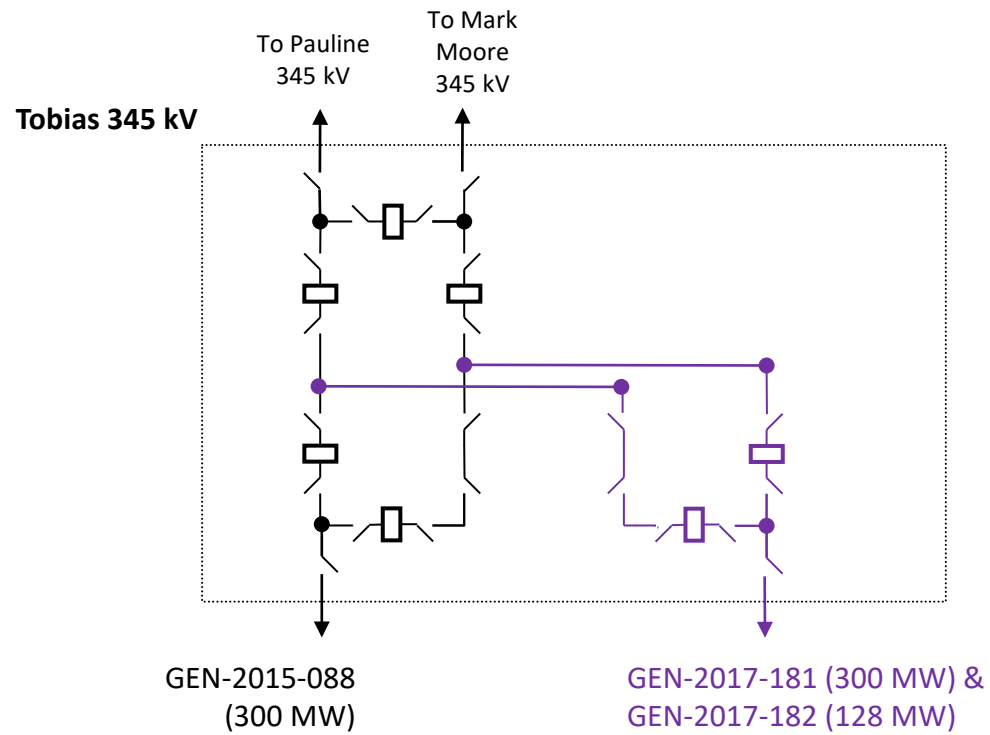 To Pauline
345 kV
To Mark
Moore
345 kV
Tobias 345 kV
GEN-2015-088
(300 MW)
GEN-2017-181 (300 MW) &
GEN-2017-182 (128 MW)